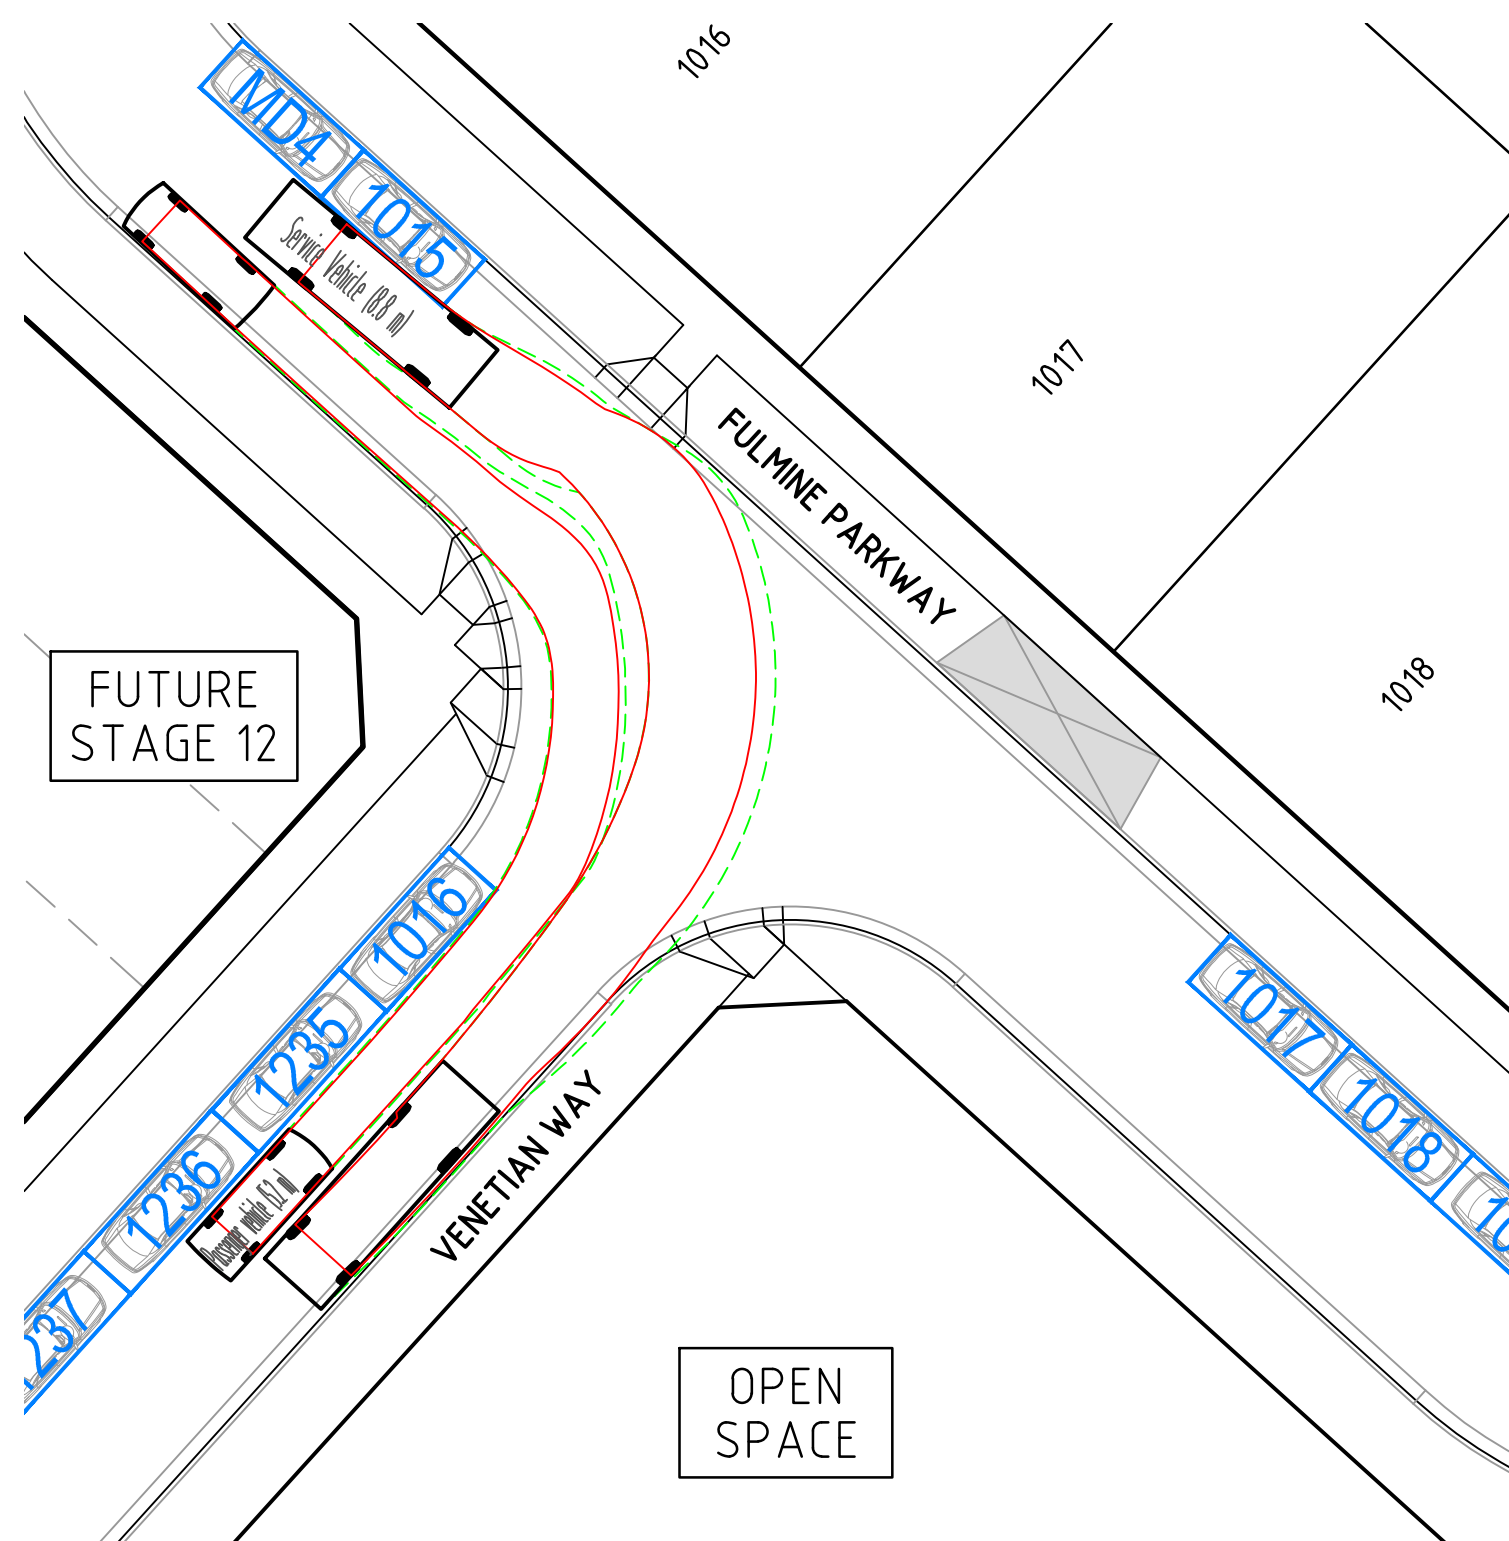 1016
MD4
1015
Service Vehicle (8.8 m)
1017
FULMINE PARKWAY
FUTURE
STAGE 12
1018
1016
1235
1017
1018
1236
VENETIAN WAY
Passenger vehicle (5.2 m)
237
OPEN
SPACE